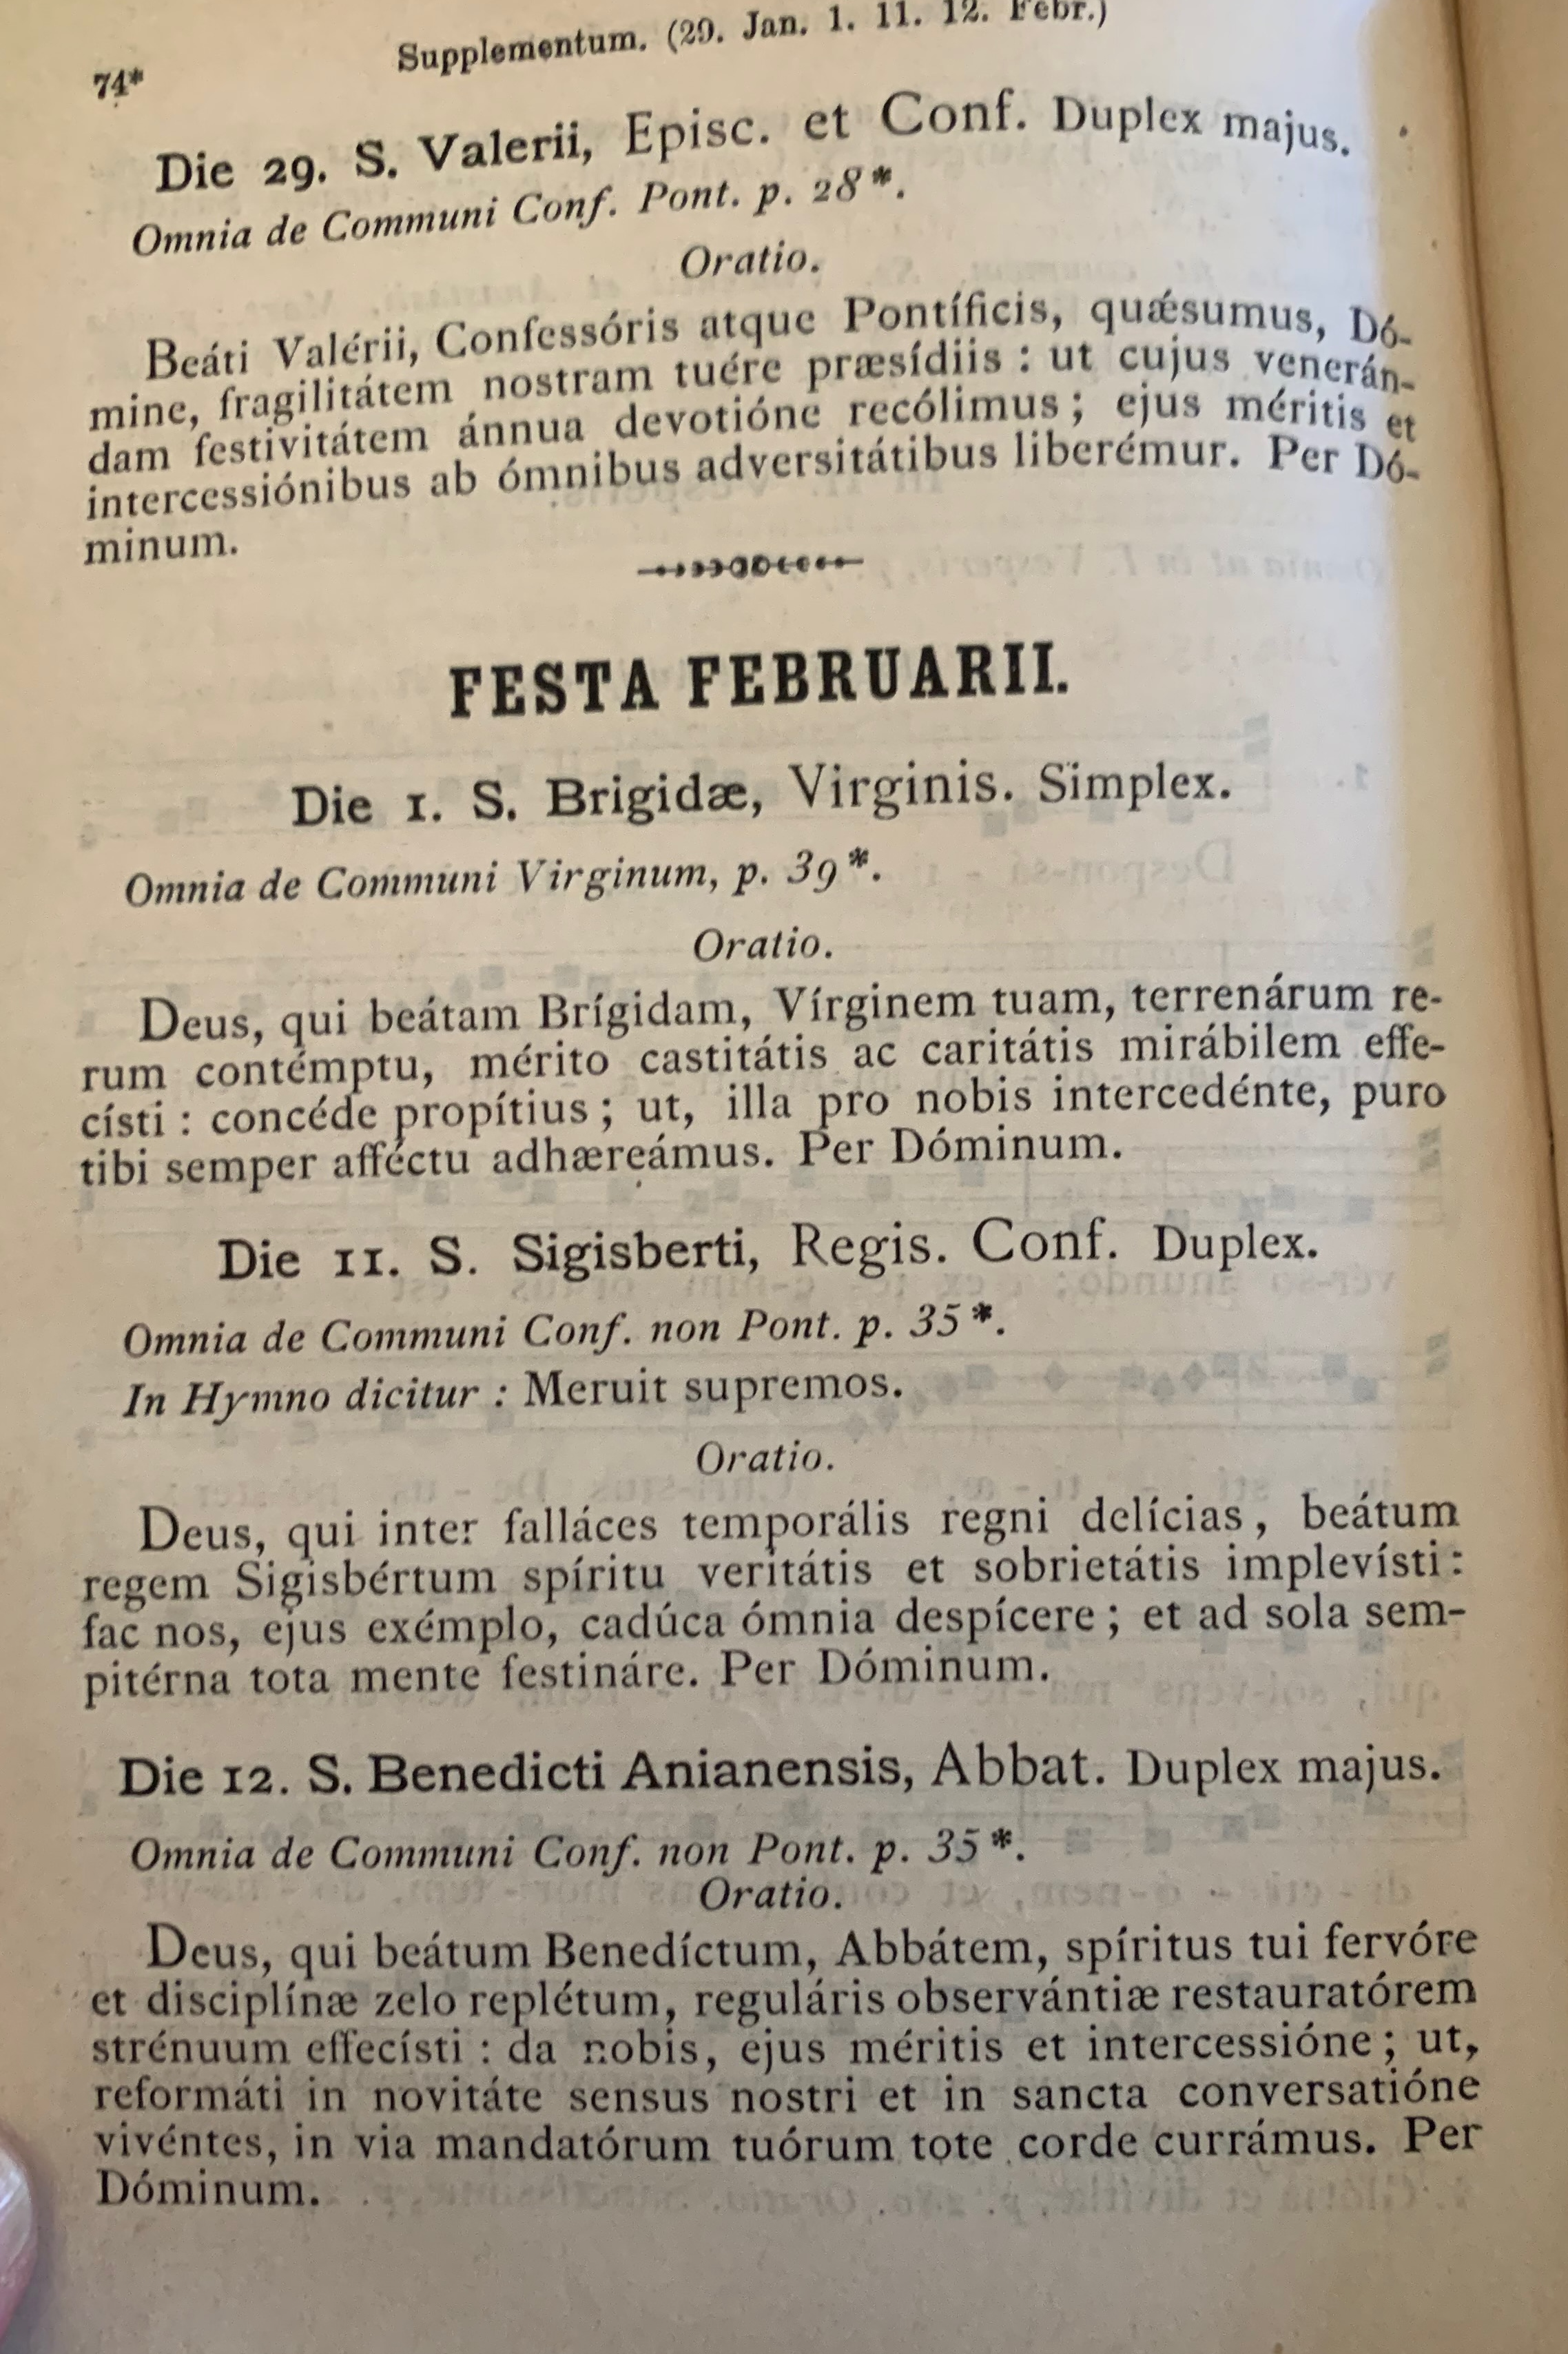 74*
Supplementum. (29. Jan. 1. 11. 12. Febr.)
Die 29. S. Valerii, Episc. et Conf. Duplex majus.
Omnia de Communi Conf. Pont. p. 28*.
Oratio.
Beáti Valérii, Confessóris atque Pontíficis, quǽsumus, Dó-
mine, fragilitátem nostram tuére præsídiis : ut cujus venerán-
dam festivitátem ánnua devotióne recólimus ; ejus méritis et
intercessiónibus ab ómnibus adversitátibus liberémur. Per Dó-
minum.
FESTA FEBRUARII.
Die 1. S. Brigidæ, Virginis. Simplex.
Omnia de Communi Virginum, p. 39*.
Oratio.
Deus, qui beátam Brígidam, Vírginem tuam, terrenárum re-
rum contémptu, mérito castitátis ac caritátis mirábilem effe-
císti : concéde propítius ; ut, illa pro nobis intercedénte, puro
tibi semper afféctu adhæreámus. Per Dóminum.
Die 11. S. Sigisberti, Regis. Conf. Duplex.
Omnia de Communi Conf. non Pont. p. 35*.
In Hymno dicitur : Meruit supremos.
Oratio.
Deus, qui inter falláces temporális regni delícias, beátum
regem Sigisbértum spíritu veritátis et sobrietátis implevísti :
fac nos, ejus exémplo, cadúca ómnia despícere ; et ad sola sem-
pitérna tota mente festináre. Per Dóminum.
Die 12. S. Benedicti Anianensis, Abbat. Duplex majus.
Omnia de Communi Conf. non Pont. p. 35*.
Oratio.
Deus, qui beátum Benedíctum, Abbátem, spíritus tui fervóre
et disciplínæ zelo replétum, reguláris observántiæ restauratórem
strénuum effecísti : da nobis, ejus méritis et intercessióne ; ut,
reformáti in novitáte sensus nostri et in sancta conversatióne
vivéntes, in via mandatórum tuórum tote corde currámus. Per
Dóminum.